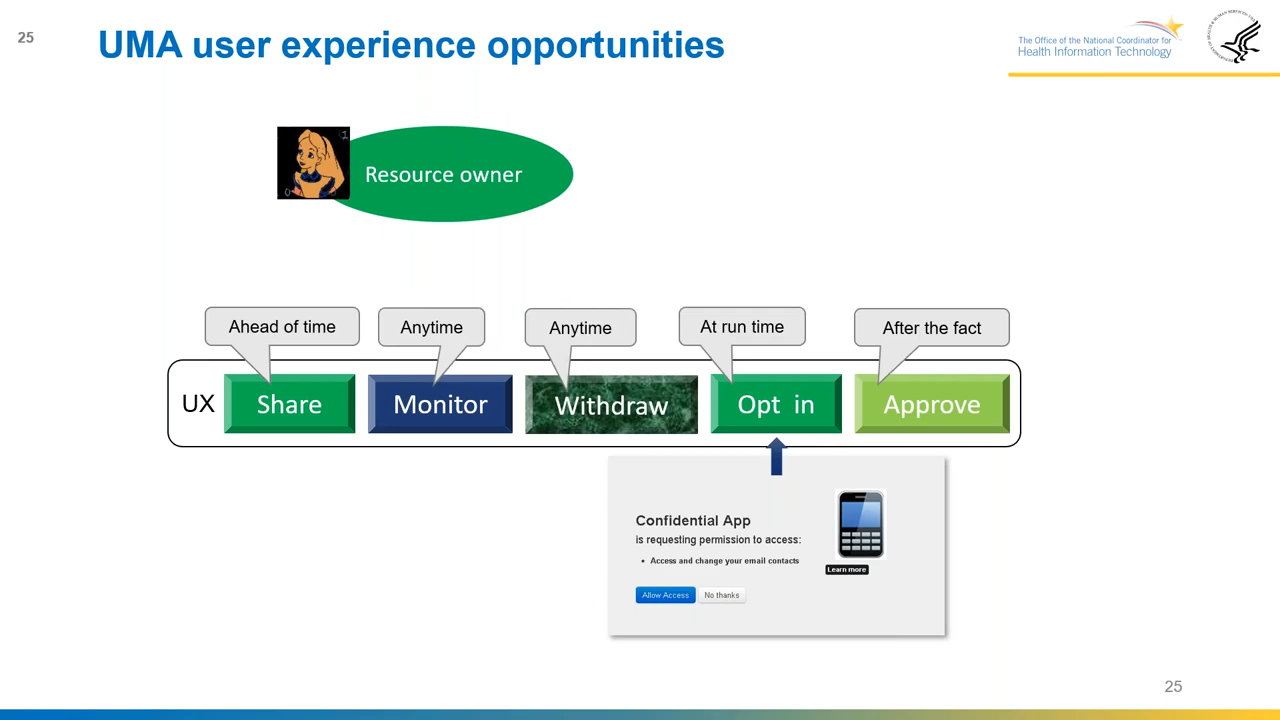 25
UMA user experience opportunities
The Office of the National Coordinator for
Health Information Technology
Resource owner
Ahead of time
Anytime
Anytime
At run time
After the fact
UX
Share
Monitor
Withdraw
Opt in
Approve
Confidential App
is requesting permission to access:
• Access and change your email contacts
Learn more
Allow Access
No thanks
25